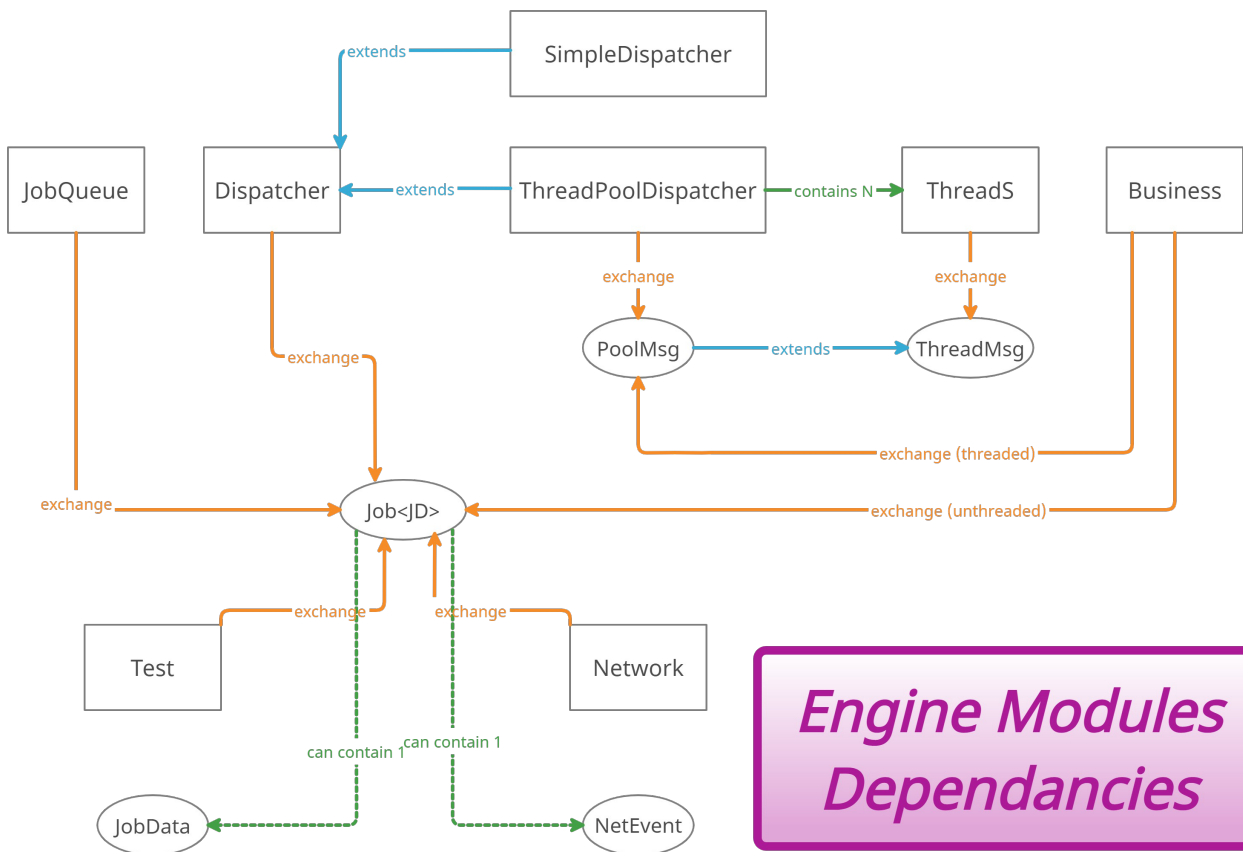 SimpleDispatcher
extends
JobQueue
Dispatcher
extends
ThreadPoolDispatcher
contains N
ThreadS
Business
exchange
exchange
PoolMsg
extends
ThreadMsg
exchange
exchange (threaded)
exchange
Job<JD>
exchange (unthreaded)
exchange
exchange
Test
Network
can contain 1
can contain 1
JobData
NetEvent
Engine Modules
Dependancies